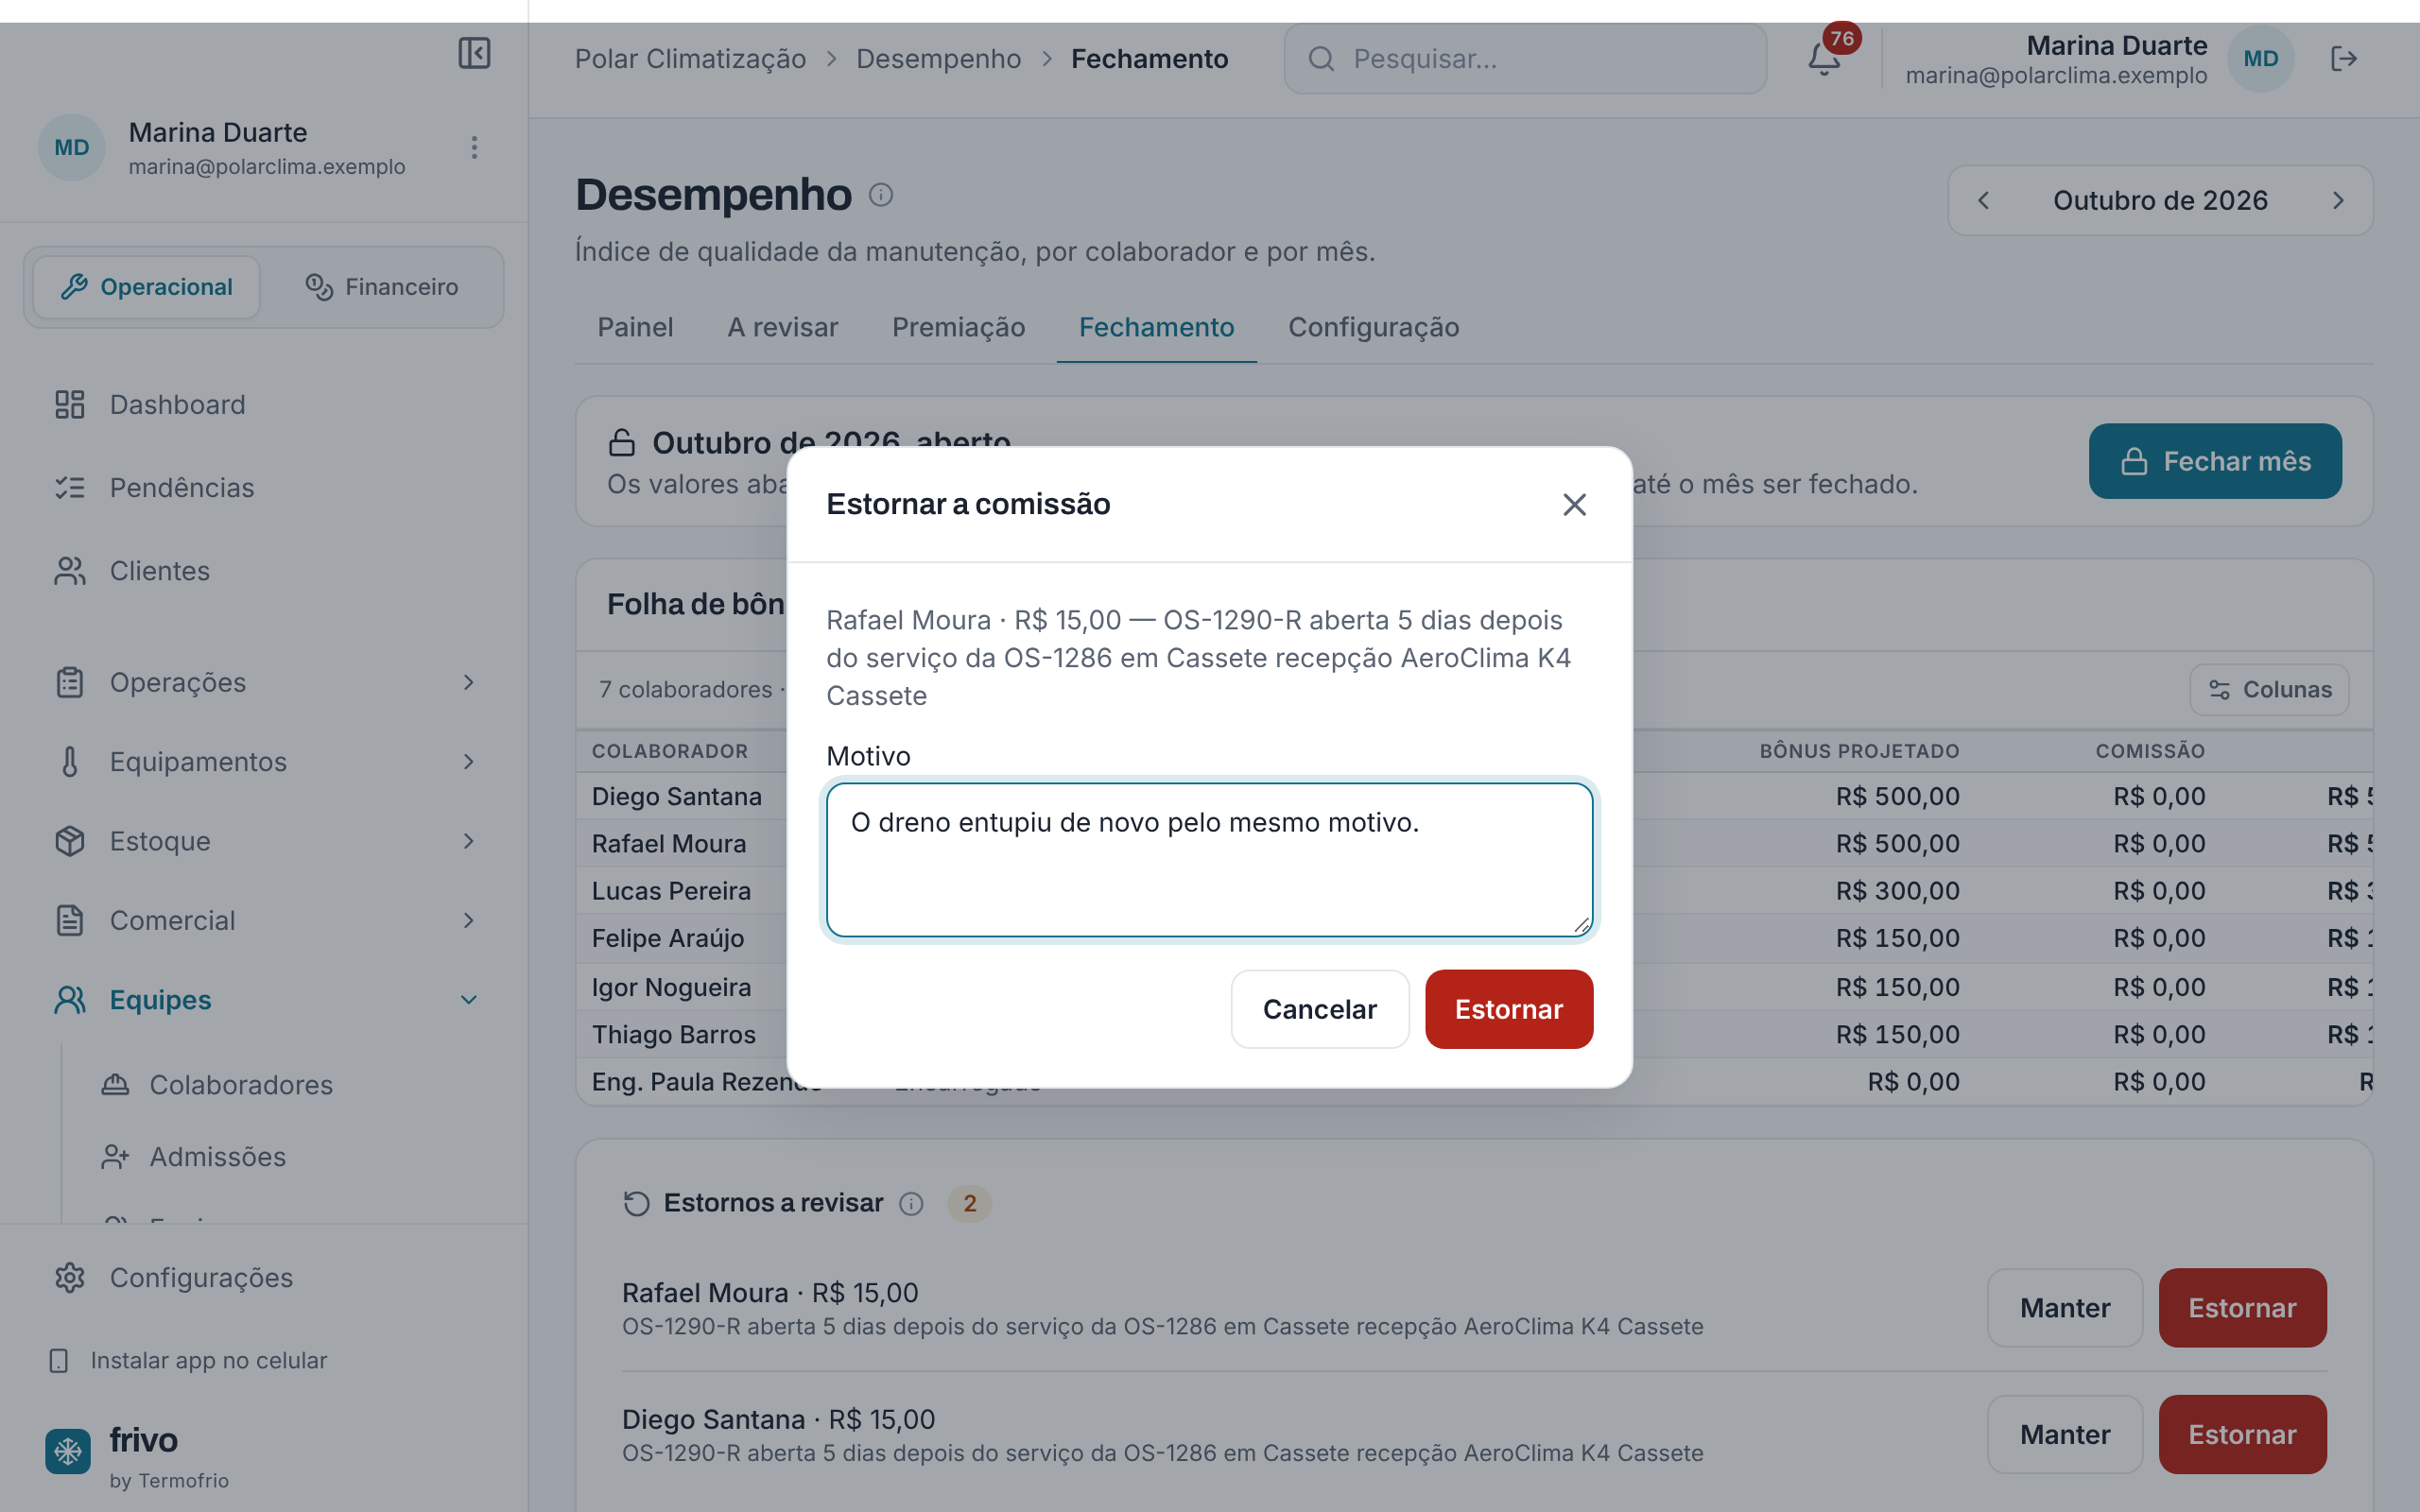 Polar Climatização > Desempenho > Fechamento
Pesquisar...
76
Marina Duarte
marina@polarclima.exemplo
MD
MD
Marina Duarte
marina@polarclima.exemplo
Operacional
Financeiro
Dashboard
Pendências
Clientes
Operações
Equipamentos
Estoque
Comercial
Equipes
Colaboradores
Admissões
Configurações
Instalar app no celular
frivo
by Termofrio
Desempenho
Índice de qualidade da manutenção, por colaborador e por mês.
Outubro de 2026
Painel
A revisar
Premiação
Fechamento
Configuração
Outubro de 2026, aberto
Os valores
até o mês ser fechado.
Fechar mês
Folha de
7 colaboradores ·
Colunas
COLABORADOR BÔNUS PROJETADO COMISSÃO
Diego Santana R$ 500,00 R$ 0,00 R$
Rafael Moura R$ 500,00 R$ 0,00 R$
Lucas Pereira R$ 300,00 R$ 0,00 R$
Felipe Araújo R$ 150,00 R$ 0,00 R$
Igor Nogueira R$ 150,00 R$ 0,00 R$
Thiago Barros R$ 150,00 R$ 0,00 R$
Eng. Paula Rezende R$ 0,00 R$ 0,00
Estornar a comissão
Rafael Moura · R$ 15,00 — OS-1290-R aberta 5 dias depois
do serviço da OS-1286 em Cassete recepção AeroClima K4
Cassete
Motivo
O dreno entupiu de novo pelo mesmo motivo.
Cancelar
Estornar
Estornos a revisar
2
Rafael Moura · R$ 15,00
OS-1290-R aberta 5 dias depois do serviço da OS-1286 em Cassete recepção AeroClima K4 Cassete
Manter
Estornar
Diego Santana · R$ 15,00
OS-1290-R aberta 5 dias depois do serviço da OS-1286 em Cassete recepção AeroClima K4 Cassete
Manter
Estornar